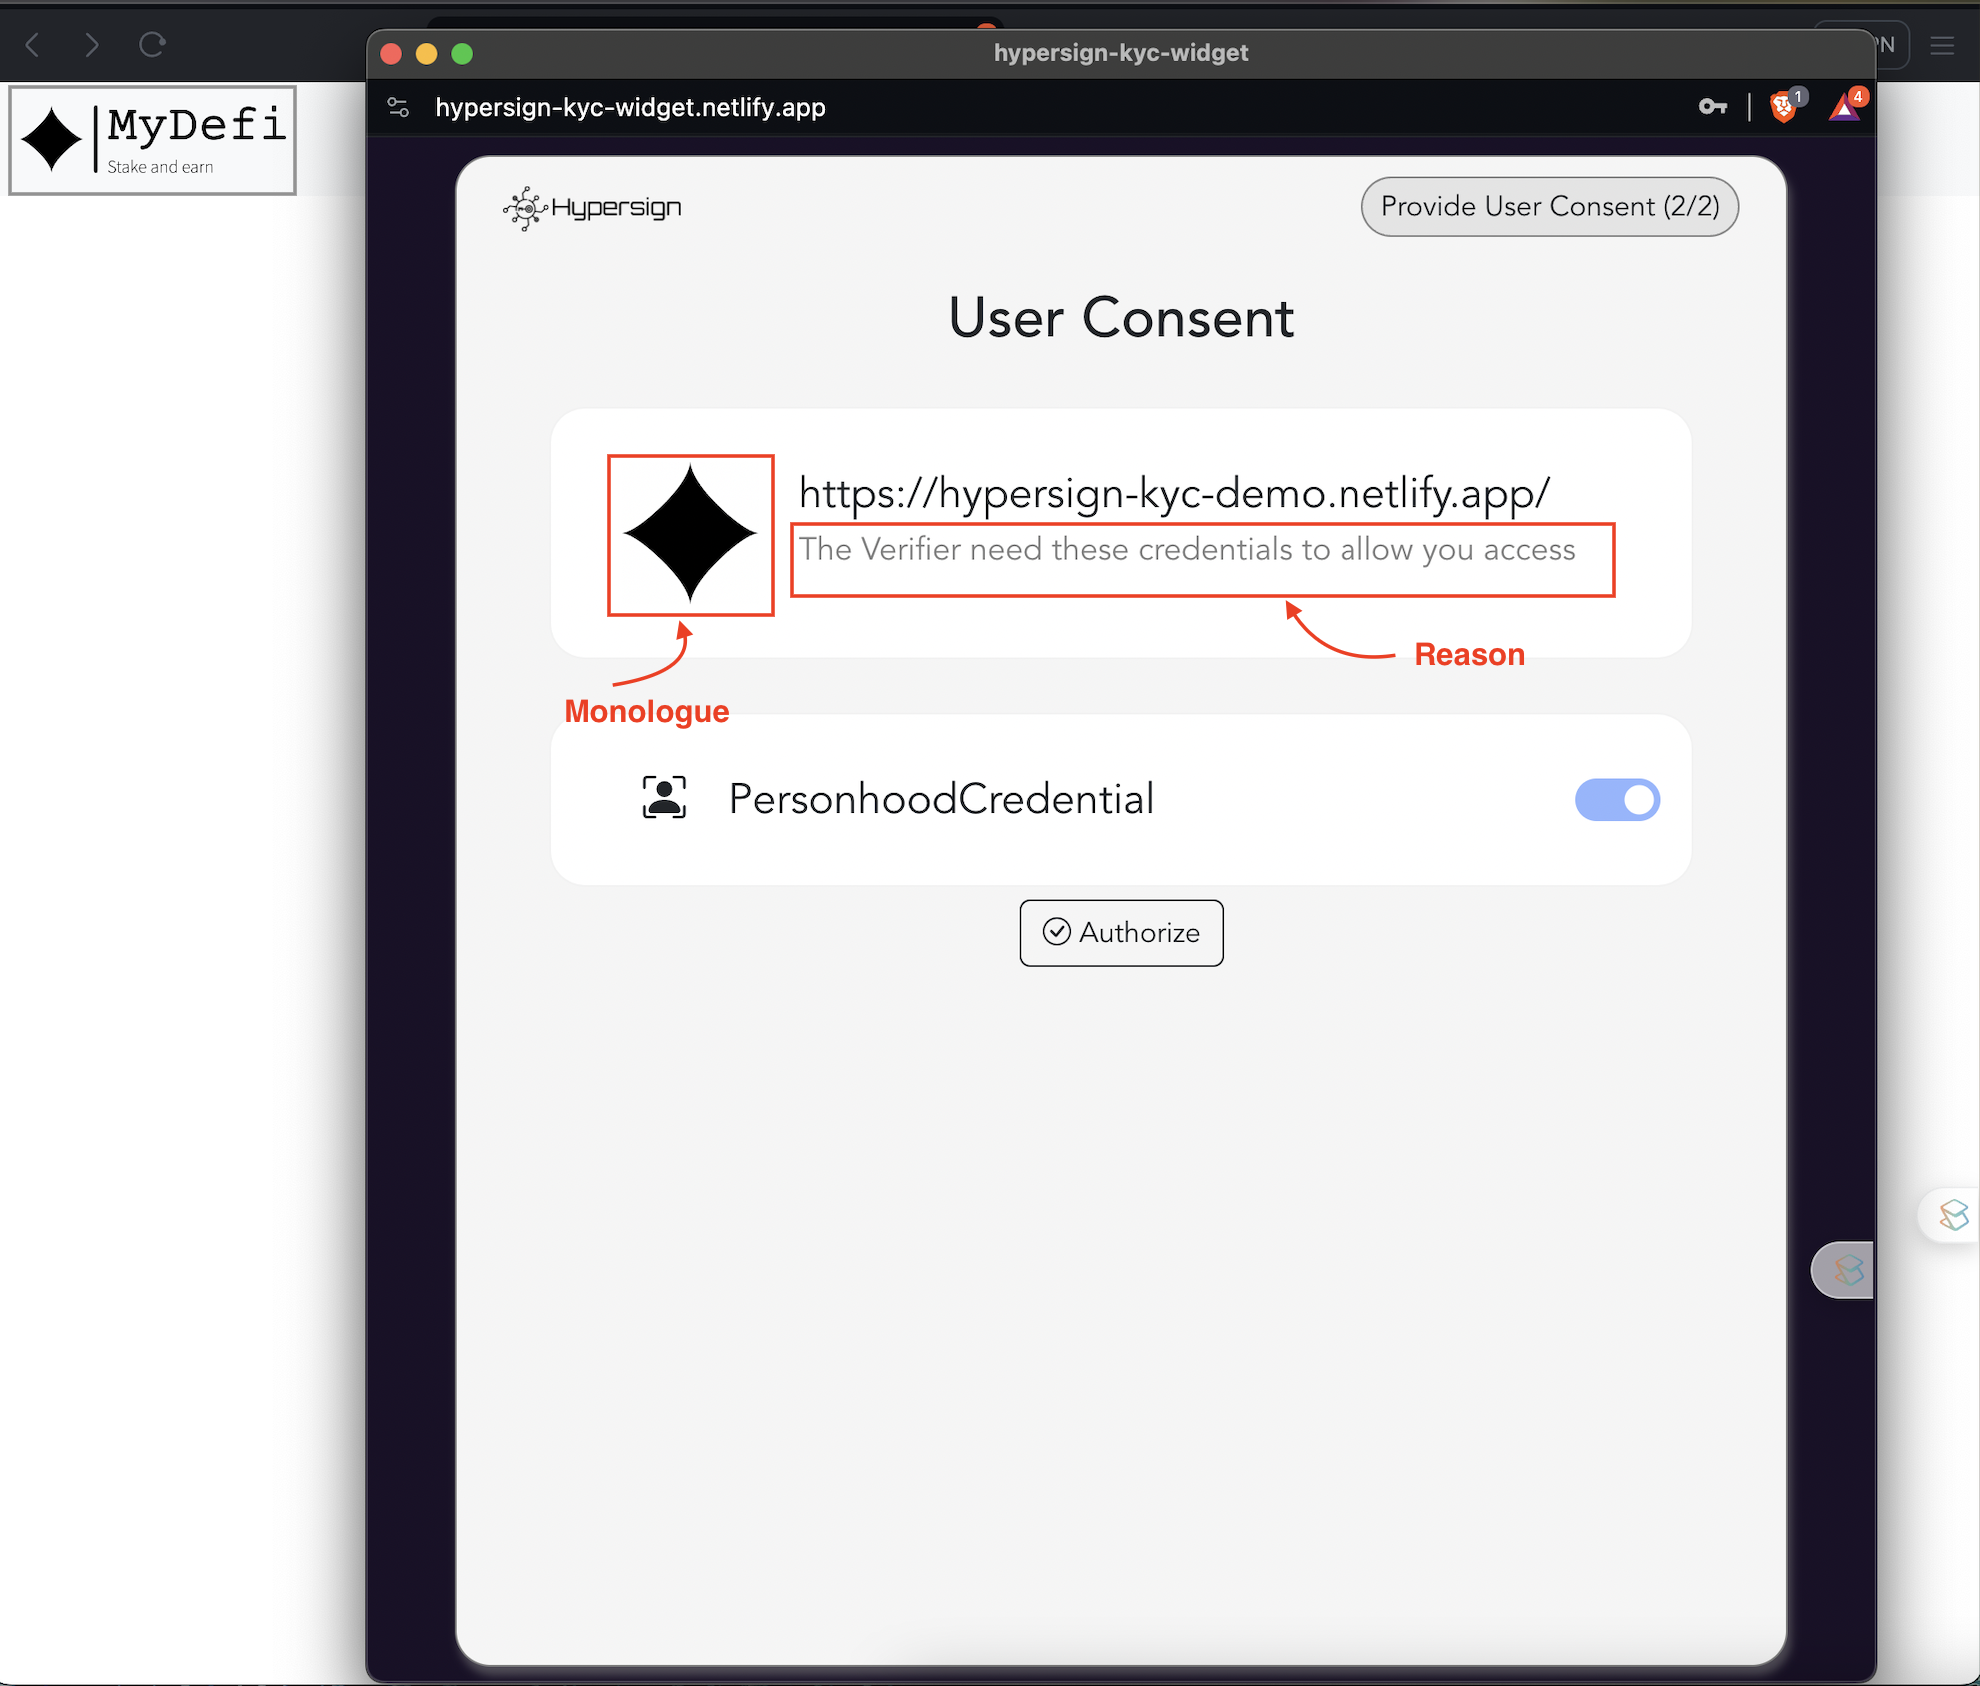 hypersign-kyc-widget
hypersign-kyc-widget.netlify.app
1
4
MyDefi
Stake and earn
Hypersign
Provide User Consent (2/2)
User Consent
https://hypersign-kyc-demo.netlify.app/
The Verifier need these credentials to allow you access
Reason
Monologue
PersonhoodCredential
Authorize